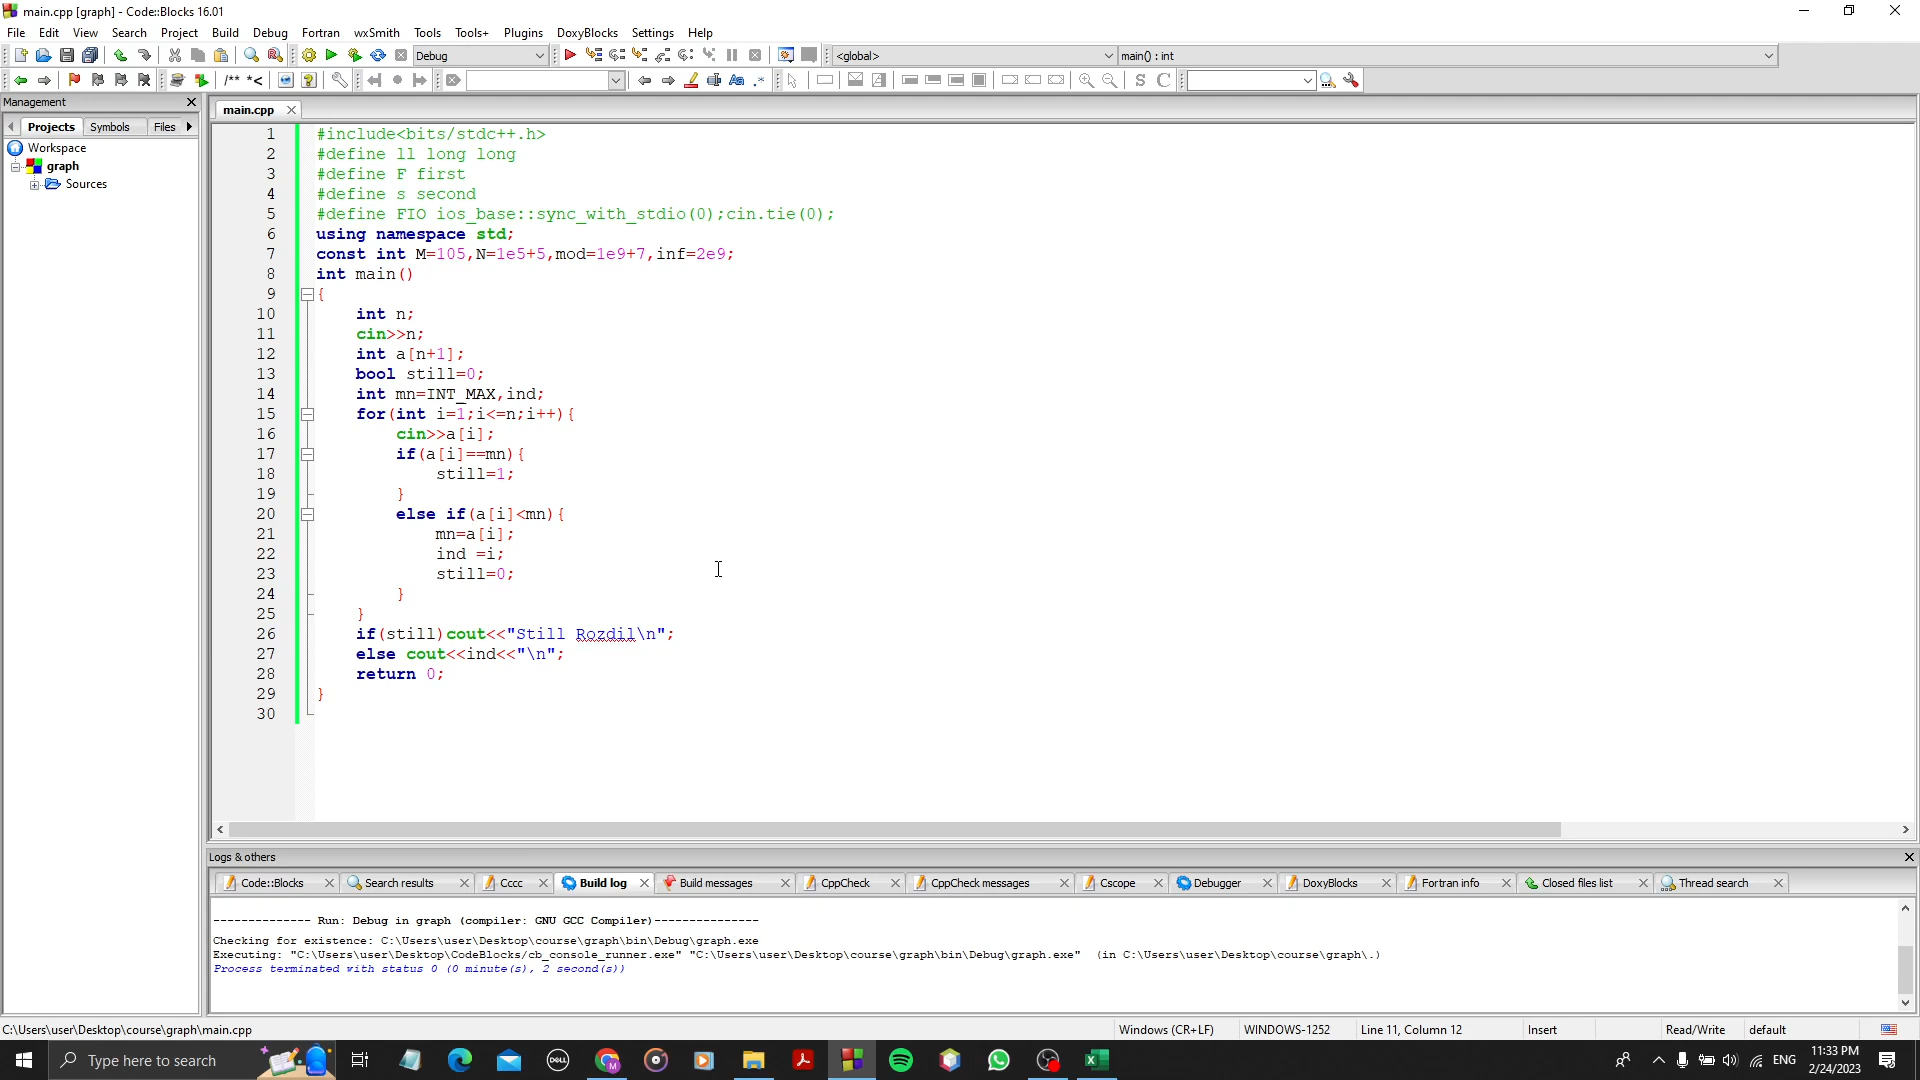 main.cpp [graph] - Code::Blocks 16.01
File Edit View Search Project Build Debug Fortran wxSmith Tools Tools+ Plugins DoxyBlocks Settings Help
Debug <global> main() : int
/** *< Aa .* S C
Management
Projects Symbols Files
Workspace
graph
Sources
main.cpp
1 #include<bits/stdc++.h>
2 #define ll long long
3 #define F first
4 #define s second
5 #define FIO ios_base::sync_with_stdio(0);cin.tie(0);
6 using namespace std;
7 const int M=105,N=1e5+5,mod=1e9+7,inf=2e9;
8 int main()
9 {
10 int n;
11 cin>>n;
12 int a[n+1];
13 bool still=0;
14 int mn=INT_MAX,ind;
15 for(int i=1;i<=n;i++){
16 cin>>a[i];
17 if(a[i]==mn){
18 still=1;
19 }
20 else if(a[i]<mn){
21 mn=a[i];
22 ind =i;
23 still=0;
24 }
25 }
26 if(still)cout<<"Still Rozdil\n";
27 else cout<<ind<<"\n";
28 return 0;
29 }
30
Logs & others
Code::Blocks Search results Cccc Build log Build messages CppCheck CppCheck messages Cscope Debugger DoxyBlocks Fortran info Closed files list Thread search
-------------- Run: Debug in graph (compiler: GNU GCC Compiler)---------------
Checking for existence: C:\Users\user\Desktop\course\graph\bin\Debug\graph.exe
Executing: "C:\Users\user\Desktop\CodeBlocks/cb_console_runner.exe" "C:\Users\user\Desktop\course\graph\bin\Debug\graph.exe"  (in C:\Users\user\Desktop\course\graph\.)
Process terminated with status 0 (0 minute(s), 2 second(s))
C:\Users\user\Desktop\course\graph\main.cpp Windows (CR+LF) WINDOWS-1252 Line 11, Column 12 Insert Read/Write default
Type here to search DELL M ENG 11:33 PM
2/24/2023